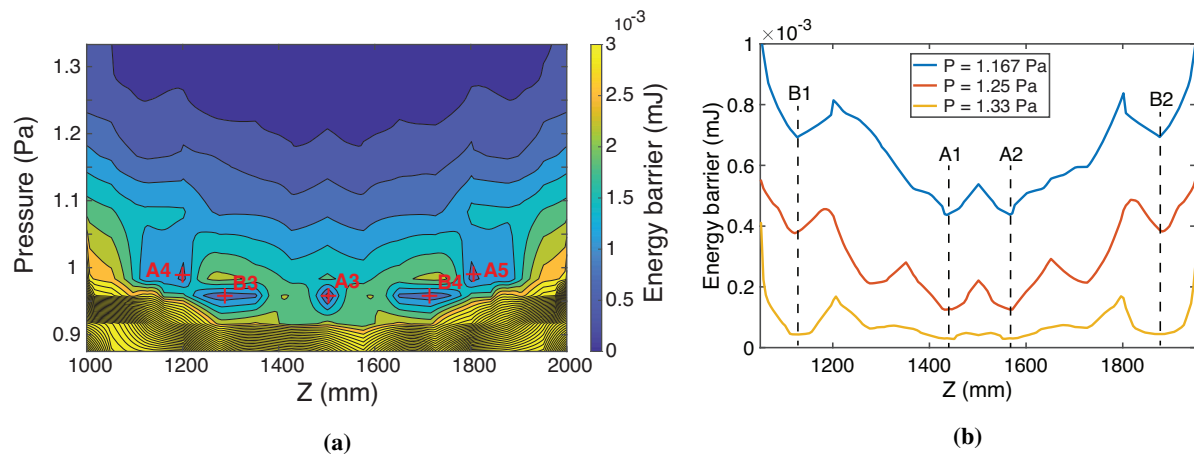 10^-3
3
1.3
2.5
1.2
2
1.1
1.5
1
1
0.5
0.9
0
Pressure (Pa)
Energy barrier (mJ)
A4
B3
A3
B4
A5
1000 1200 1400 1600 1800 2000
Z (mm)
(a)
×10^-3
1
0.8
0.6
0.4
0.2
0
Energy barrier (mJ)
P = 1.167 Pa
P = 1.25 Pa
P = 1.33 Pa
B1
A1
A2
B2
1200 1400 1600 1800
Z (mm)
(b)